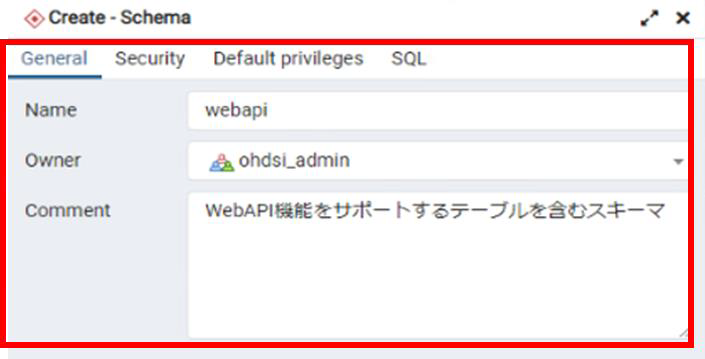 Create - Schema
General Security Default privileges SQL
Name webapi
Owner ohdsi_admin
Comment WebAPI機能をサポートするテーブルを含むスキーマ